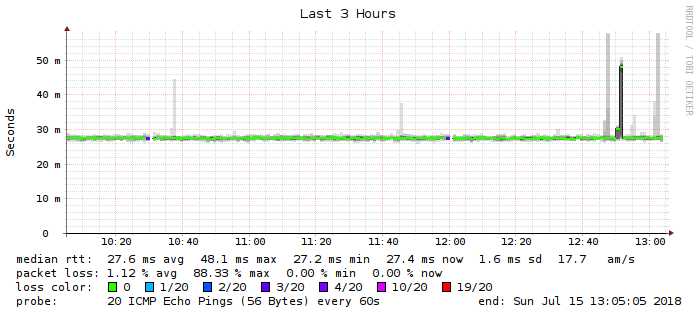 Last 3 Hours
RRDTOOL / TOBI OETIKER
Seconds
50 m
40 m
30 m
20 m
10 m
0
10:20 10:40 11:00 11:20 11:40 12:00 12:20 12:40 13:00
median rtt: 27.6 ms avg 48.1 ms max 27.2 ms min 27.4 ms now 1.6 ms sd 17.7 am/s
packet loss: 1.12 % avg 88.33 % max 0.00 % min 0.00 % now
loss color: 0 1/20 2/20 3/20 4/20 10/20 19/20
probe: 20 ICMP Echo Pings (56 Bytes) every 60s end: Sun Jul 15 13:05:05 2018